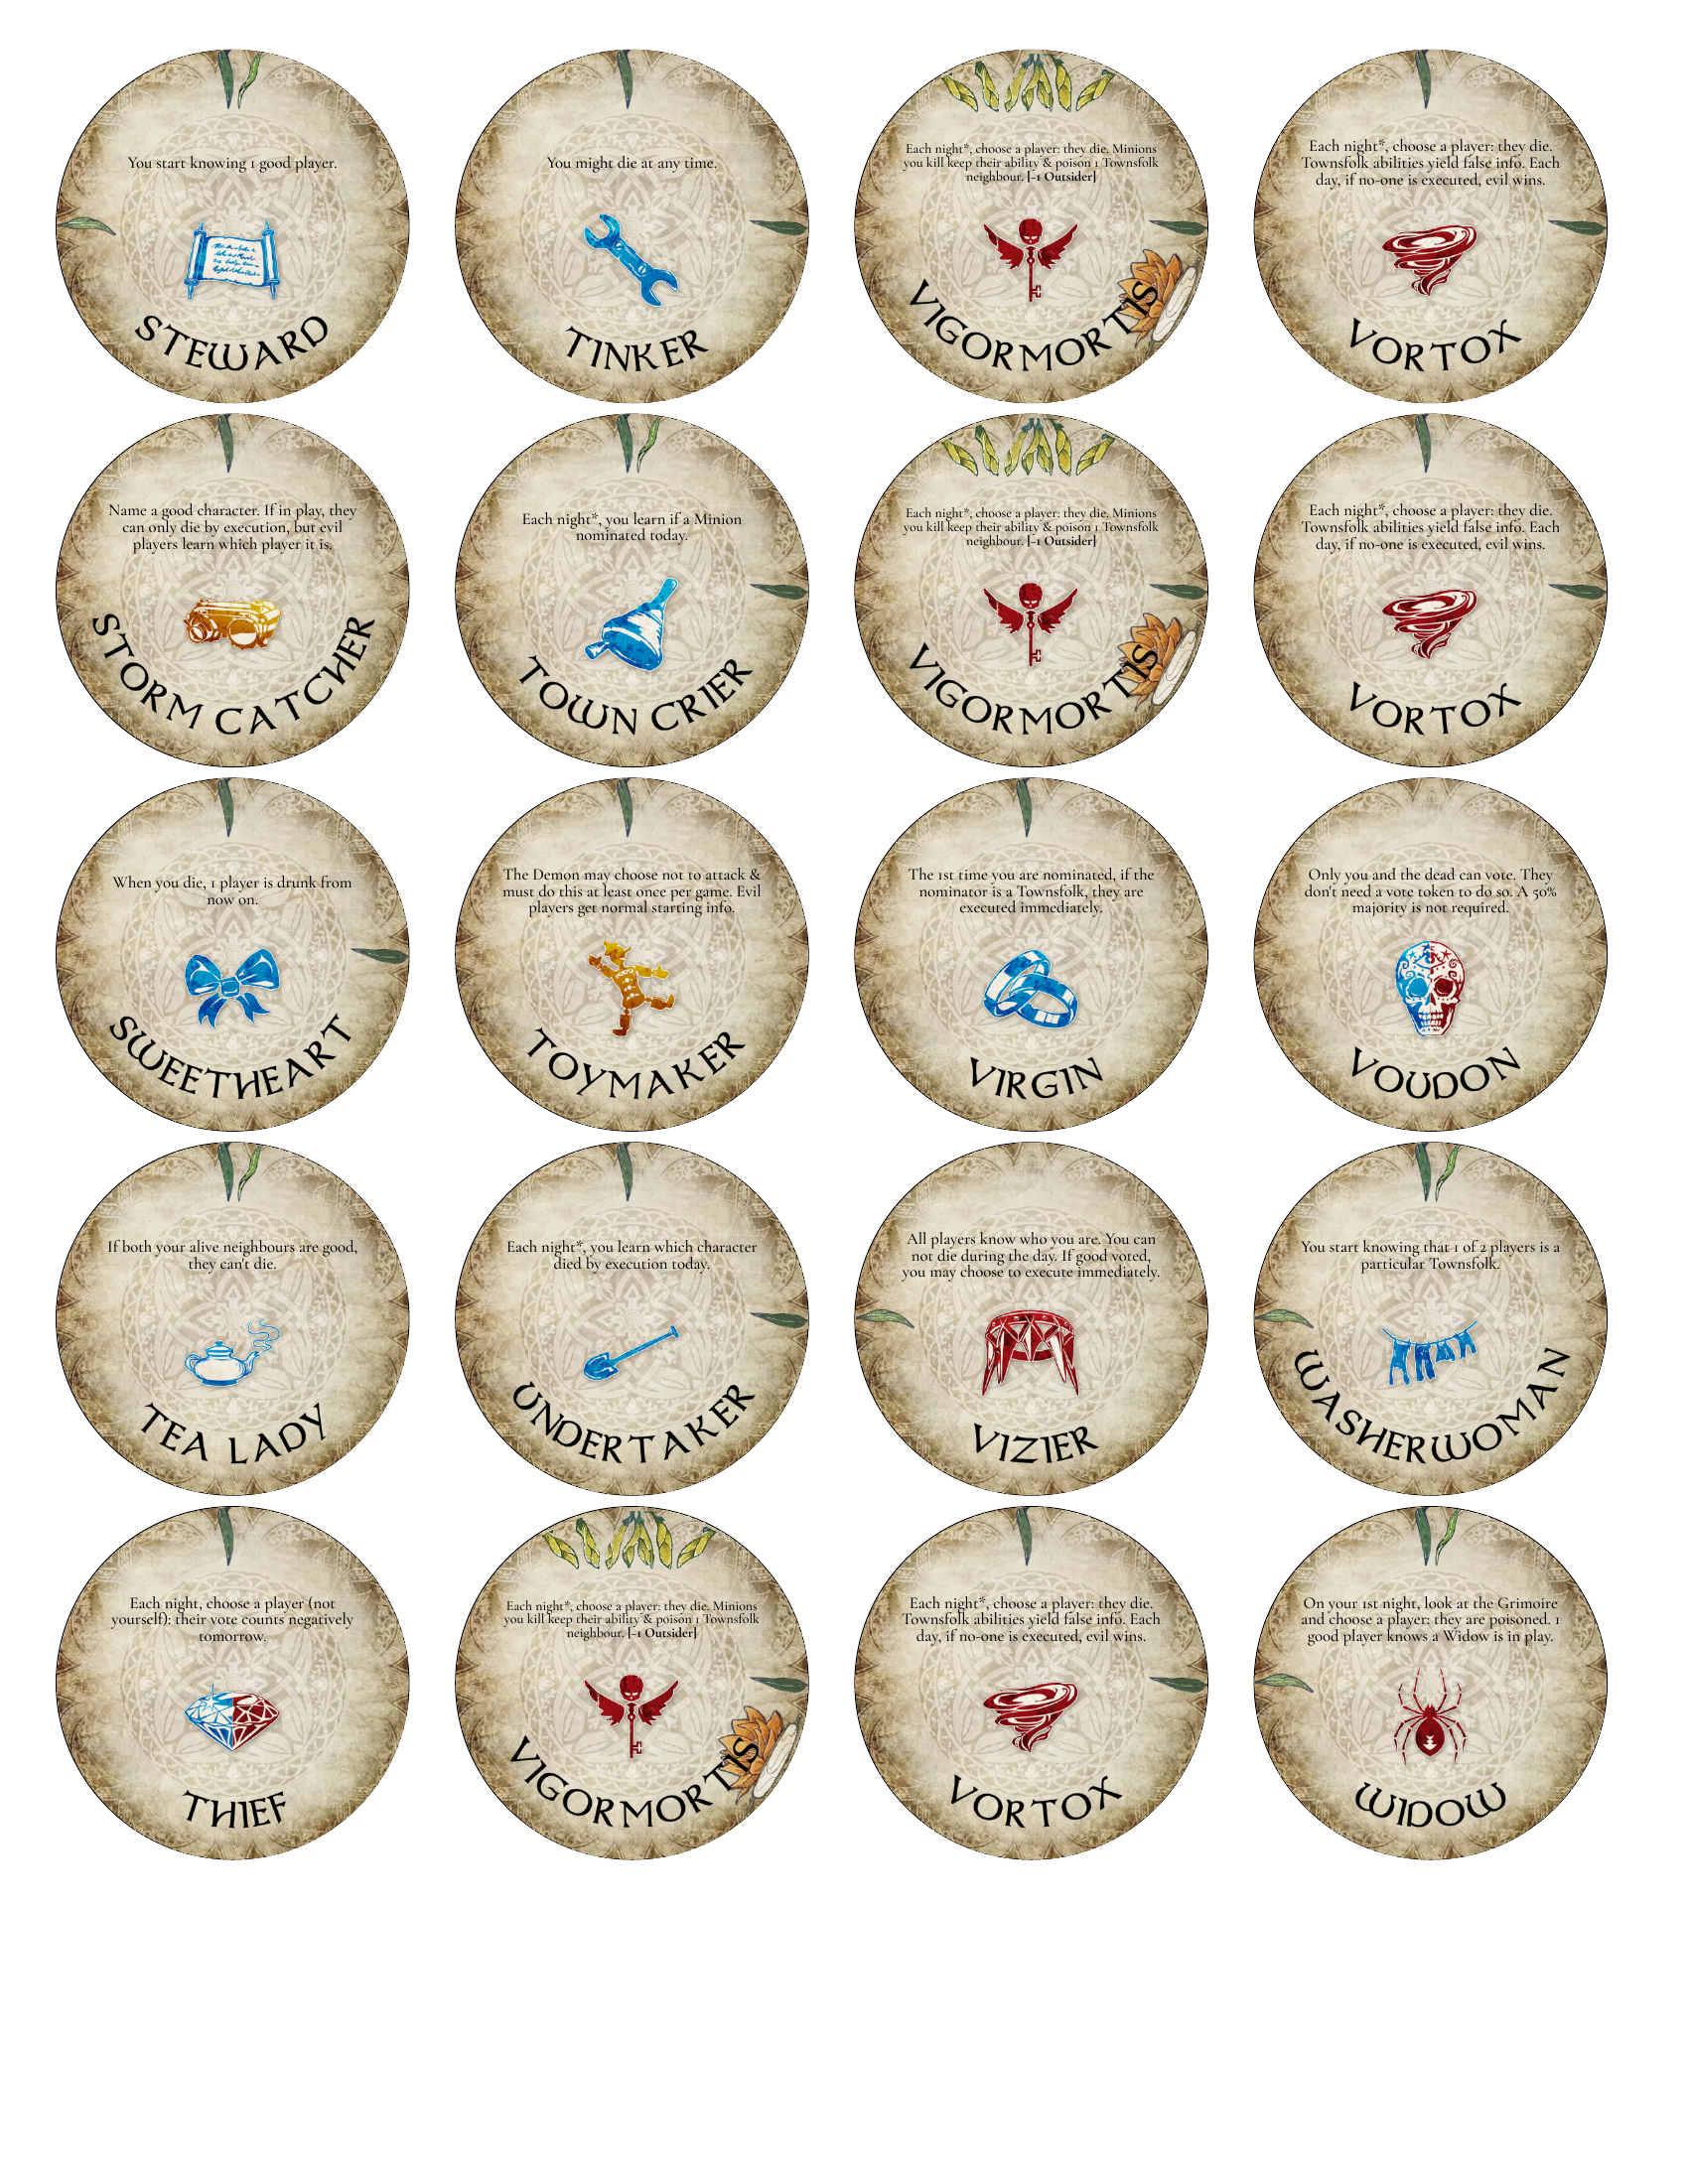 You start knowing 1 good player.
STEWARD
You might die at any time.
TINKER
Each night*, choose a player: they die. Minions
you kill keep their ability & poison 1 Townsfolk
neighbour. [-1 Outsider]
VIGORMORTIS
Each night*, choose a player: they die.
Townsfolk abilities yield false info. Each
day, if no-one is executed, evil wins.
VORTOX
Name a good character. If in play, they
can only die by execution, but evil
players learn which player it is.
STORM CATCHER
Each night*, you learn if a Minion
nominated today.
TOWN CRIER
Each night*, choose a player: they die. Minions
you kill keep their ability & poison 1 Townsfolk
neighbour. [-1 Outsider]
VIGORMORTIS
Each night*, choose a player: they die.
Townsfolk abilities yield false info. Each
day, if no-one is executed, evil wins.
VORTOX
When you die, 1 player is drunk from
now on.
SWEETHEART
The Demon may choose not to attack &
must do this at least once per game. Evil
players get normal starting info.
TOYMAKER
The 1st time you are nominated, if the
nominator is a Townsfolk, they are
executed immediately.
VIRGIN
Only you and the dead can vote. They
don't need a vote token to do so. A 50%
majority is not required.
VOUDON
If both your alive neighbours are good,
they can't die.
TEA LADY
Each night*, you learn which character
died by execution today.
UNDERTAKER
All players know who you are. You can
not die during the day. If good voted,
you may choose to execute immediately.
VIZIER
You start knowing that 1 of 2 players is a
particular Townsfolk.
WASHERWOMAN
Each night, choose a player (not
yourself): their vote counts negatively
tomorrow.
THIEF
Each night*, choose a player: they die. Minions
you kill keep their ability & poison 1 Townsfolk
neighbour. [-1 Outsider]
VIGORMORTIS
Each night*, choose a player: they die.
Townsfolk abilities yield false info. Each
day, if no-one is executed, evil wins.
VORTOX
On your 1st night, look at the Grimoire
and choose a player: they are poisoned. 1
good player knows a Widow is in play.
WIDOW